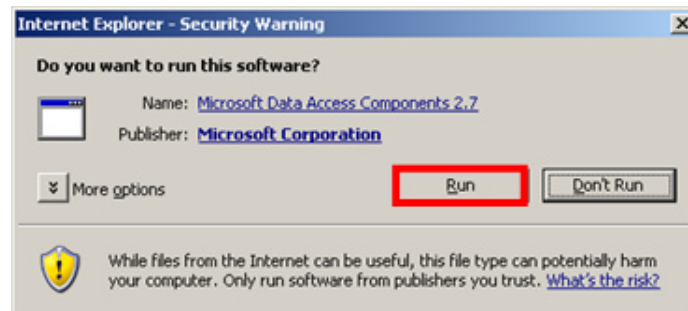 Internet Explorer - Security Warning
Do you want to run this software?
Name: Microsoft Data Access Components 2.7
Publisher: Microsoft Corporation
More options
Run
Don't Run
While files from the Internet can be useful, this file type can potentially harm
your computer. Only run software from publishers you trust. What's the risk?